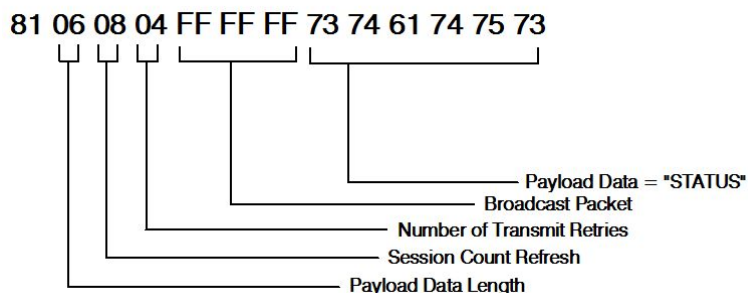 81 06 08 04 FF FF FF 73 74 61 74 75 73
Payload Data = "STATUS"
Broadcast Packet
Number of Transmit Retries
Session Count Refresh
Payload Data Length